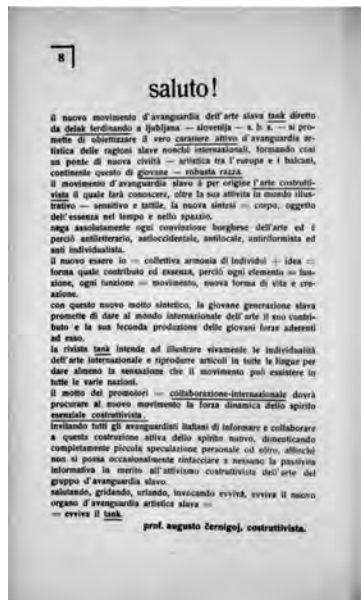 8
saluto!
il nuovo movimento d'avanguardia dell'arte slava tank diretto
da delak ferdinando a ljubljana — slovenija — s. h. s. — si pro-
mette di obiettizzare il vero carattere attivo d'avanguardia ar-
tistica delle ragioni slave nonchè internazionali, formando così
un ponte di nuova civiltà — artistica tra l'europa e i balcani,
continente questo di giovane — robusta razza.
il movimento d'avanguardia slavo à per origine l'arte costrutti-
vista il quale farà conoscere, oltre la sua attività in mondo illus-
trativo — sensitivo e tattile, la nuova sintesi = corpo, oggetto
dell'essenza nel tempo e nello spazio.
nega assolutamente ogni convinzione borghese dell'arte ed è
perciò antiletterario, antioccidentale, antilocale, antiriformista ed
anti individualista.
il nuovo essere io = collettiva armonia di individui + idea =
forma quale contributo ed essenza, perciò ogni elemento = fun-
zione, ogni funzione = movimento, nuova forma di vita e cre-
azione.
con questo nuovo motto sintetico, la giovane generazione slava
promette di dare al mondo internazionale dell'arte il suo contri-
buto e la sua feconda produzione delle giovani forze aderenti
ad esso.
la rivista tank intende ad illustrare vivamente le individualità
dell'arte internazionale e riprodurre articoli in tutte le lingue per
dare almeno la sensazione che il movimento può esistere in
tutte le varie nazioni.
il motto dei promotori — collaborazione-internazionale dovrà
procurar al nuovo movimento la forza dinamica dello spirito
esenziale costruttivista.
invitando tutti gli avanguardisti italiani di informare e collaborare
a questa costruzione attiva dello spirito nuovo, dimenticando
completamente piccola speculazione personale od oltro, affinchè
non si possa occasionalmente rinfacciare a nessuno la passività
informativa in merito all'attivismo costruttivista dell'arte del
gruppo d'avanguardia slavo.
salutando, gridando, urlando, invocando evvivà, evviva il nuovo
organo d'avanguardia artistica slava =
= evviva il tank.
prof. augusto černigoj, costruttivista.